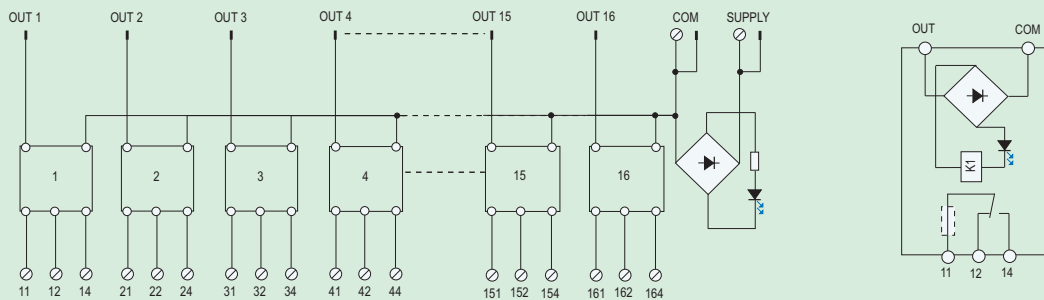 OUT 1 OUT 2 OUT 3 OUT 4 OUT 15 OUT 16 COM SUPPLY
1 2 3 4 15 16
11 12 14 21 22 24 31 32 34 41 42 44 151 152 154 161 162 164
OUT COM
K1
11 12 14